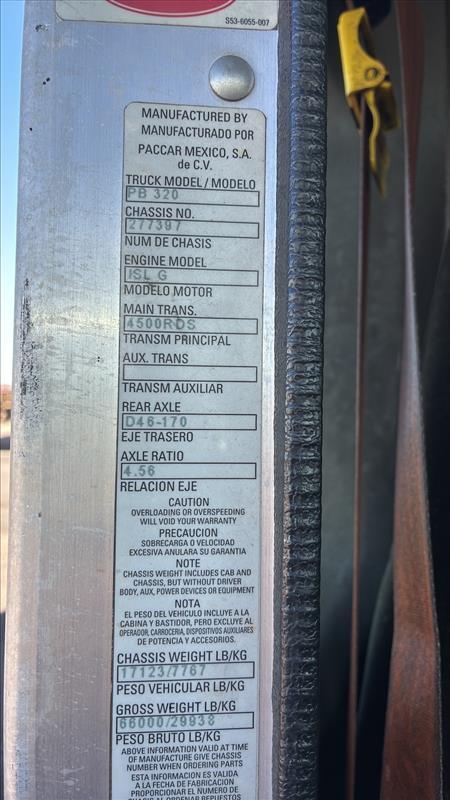 S53-6055-007
MANUFACTURED BY
MANUFACTURADO POR
PACCAR MEXICO, S.A.
de C.V.
TRUCK MODEL / MODELO
PB 320
CHASSIS NO.
277397
NUM DE CHASIS
ENGINE MODEL
ISL G
MODELO MOTOR
MAIN TRANS.
4500RDS
TRANSM PRINCIPAL
AUX. TRANS
TRANSM AUXILIAR
REAR AXLE
D46-170
EJE TRASERO
AXLE RATIO
4.56
RELACION EJE
CAUTION
OVERLOADING OR OVERSPEEDING
WILL VOID YOUR WARRANTY
PRECAUCION
SOBRECARGA O VELOCIDAD
EXCESIVA ANULARA SU GARANTIA
NOTE
CHASSIS WEIGHT INCLUDES CAB AND
CHASSIS, BUT WITHOUT DRIVER
BODY, AUX, POWER DEVICES OR EQUIPMENT
NOTA
EL PESO DEL VEHICULO INCLUYE A LA
CABINA Y BASTIDOR, PERO EXCLUYE AL
OPERADOR, CARROCERIA, DISPOSITIVOS AUXILIARES
DE POTENCIA Y ACCESORIOS.
CHASSIS WEIGHT LB/KG
17123/7767
PESO VEHICULAR LB/KG
GROSS WEIGHT LB/KG
66000/29938
PESO BRUTO LB/KG
ABOVE INFORMATION VALID AT TIME
OF MANUFACTURE GIVE CHASSIS
NUMBER WHEN ORDERING PARTS
ESTA INFORMACION ES VALIDA
A LA FECHA DE FABRICACION
PROPORCIONAR EL NUMERO DE
CHASIS AL ORDENAR REPUESTOS